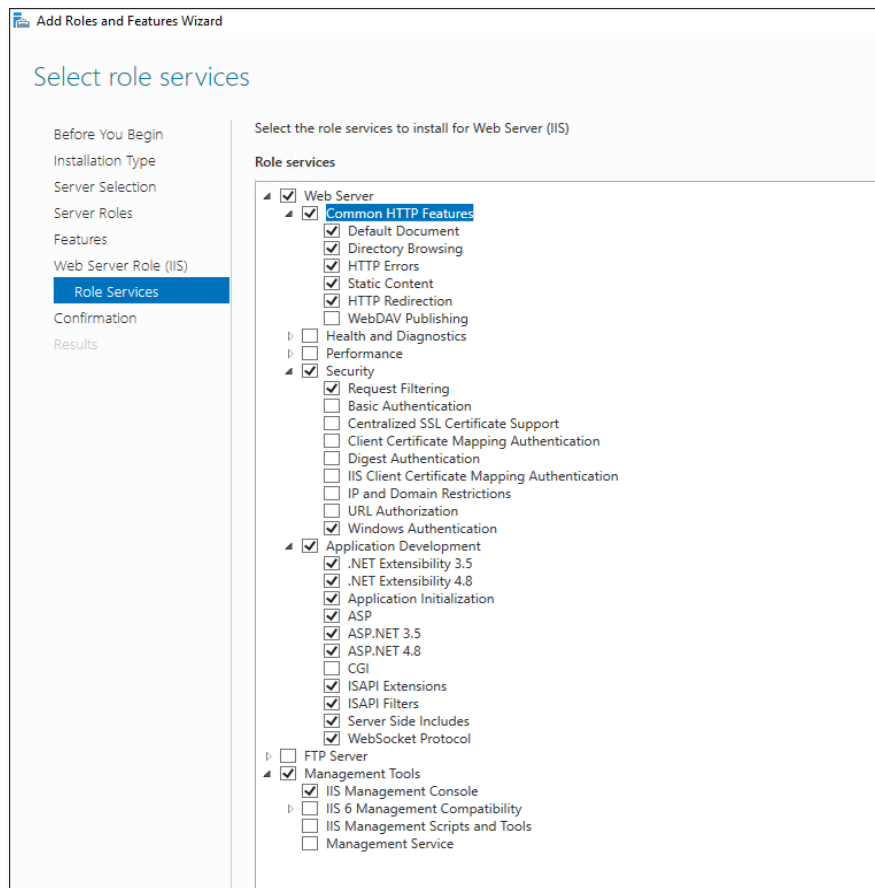 Add Roles and Features Wizard
Select role services
Before You Begin
Installation Type
Server Selection
Server Roles
Features
Web Server Role (IIS)
Role Services
Confirmation
Results
Select the role services to install for Web Server (IIS)
Role services
Web Server
Common HTTP Features
Default Document
Directory Browsing
HTTP Errors
Static Content
HTTP Redirection
WebDAV Publishing
Health and Diagnostics
Performance
Security
Request Filtering
Basic Authentication
Centralized SSL Certificate Support
Client Certificate Mapping Authentication
Digest Authentication
IIS Client Certificate Mapping Authentication
IP and Domain Restrictions
URL Authorization
Windows Authentication
Application Development
.NET Extensibility 3.5
.NET Extensibility 4.8
Application Initialization
ASP
ASP.NET 3.5
ASP.NET 4.8
CGI
ISAPI Extensions
ISAPI Filters
Server Side Includes
WebSocket Protocol
FTP Server
Management Tools
IIS Management Console
IIS 6 Management Compatibility
IIS Management Scripts and Tools
Management Service